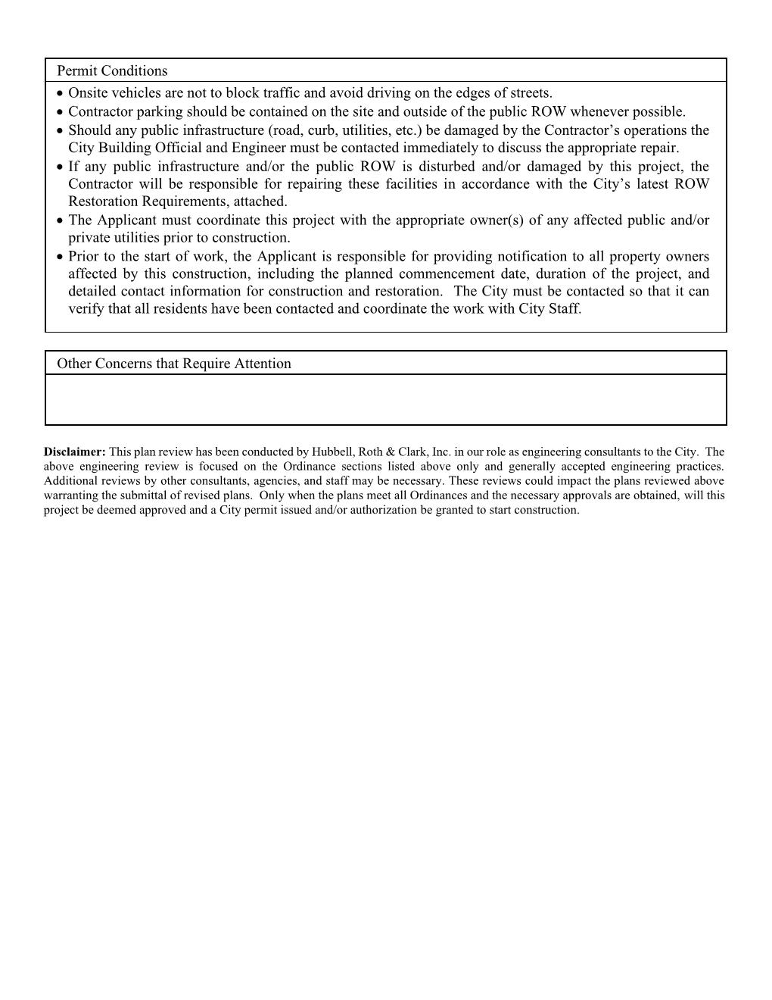 Permit Conditions
• Onsite vehicles are not to block traffic and avoid driving on the edges of streets.
• Contractor parking should be contained on the site and outside of the public ROW whenever possible.
• Should any public infrastructure (road, curb, utilities, etc.) be damaged by the Contractor’s operations the
City Building Official and Engineer must be contacted immediately to discuss the appropriate repair.
• If any public infrastructure and/or the public ROW is disturbed and/or damaged by this project, the
Contractor will be responsible for repairing these facilities in accordance with the City’s latest ROW
Restoration Requirements, attached.
• The Applicant must coordinate this project with the appropriate owner(s) of any affected public and/or
private utilities prior to construction.
• Prior to the start of work, the Applicant is responsible for providing notification to all property owners
affected by this construction, including the planned commencement date, duration of the project, and
detailed contact information for construction and restoration.  The City must be contacted so that it can
verify that all residents have been contacted and coordinate the work with City Staff.
Other Concerns that Require Attention
Disclaimer: This plan review has been conducted by Hubbell, Roth & Clark, Inc. in our role as engineering consultants to the City.  The
above engineering review is focused on the Ordinance sections listed above only and generally accepted engineering practices.
Additional reviews by other consultants, agencies, and staff may be necessary. These reviews could impact the plans reviewed above
warranting the submittal of revised plans.  Only when the plans meet all Ordinances and the necessary approvals are obtained, will this
project be deemed approved and a City permit issued and/or authorization be granted to start construction.